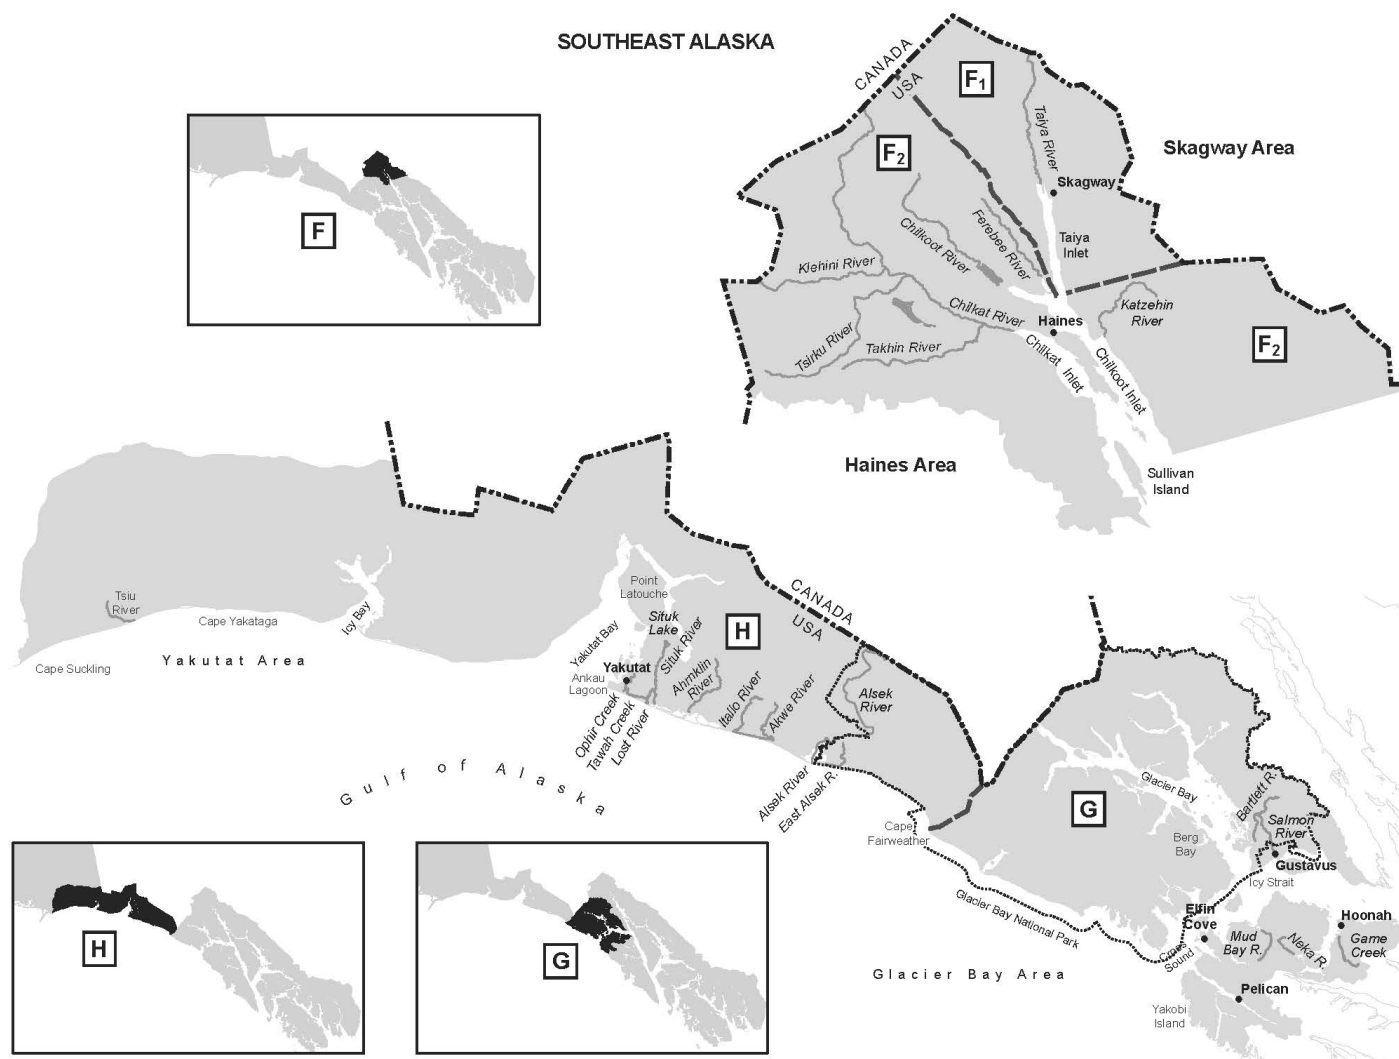 SOUTHEAST ALASKA
CANADA
USA
F1
Taiya River
Skagway Area
F2
Skagway
F
Ferebee River
Chilkoot River
Taiya
Inlet
Klehini River
Katzehin
River
Chilkat River
Haines
Tsirku River
Takhin River
F2
Chilkat Inlet
Chilkoot Inlet
Haines Area
Sullivan
Island
Point
Latouche
CANADA
USA
Tsiu
River
Cape Yakataga
Icy Bay
Situk
Lake
H
Yakutat Bay
Situk River
Cape Suckling
Yakutat Area
Yakutat
Ankau
Lagoon
Ahrnklin
River
Alsek
River
Itallo River
Akwe River
Ophir Creek
Tawah Creek
Lost River
Gulf of Alaska
Alsek River
East Alsek R.
Glacier Bay
Bartlett R.
G
Cape
Fairweather
Salmon
River
Berg
Bay
Gustavus
Icy Strait
Glacier Bay National Park
Elfin
Cove
Hoonah
H
Mud
Bay R.
Neka R.
Game
Creek
G
Cross
Sound
Glacier Bay Area
Pelican
Yakobi
Island